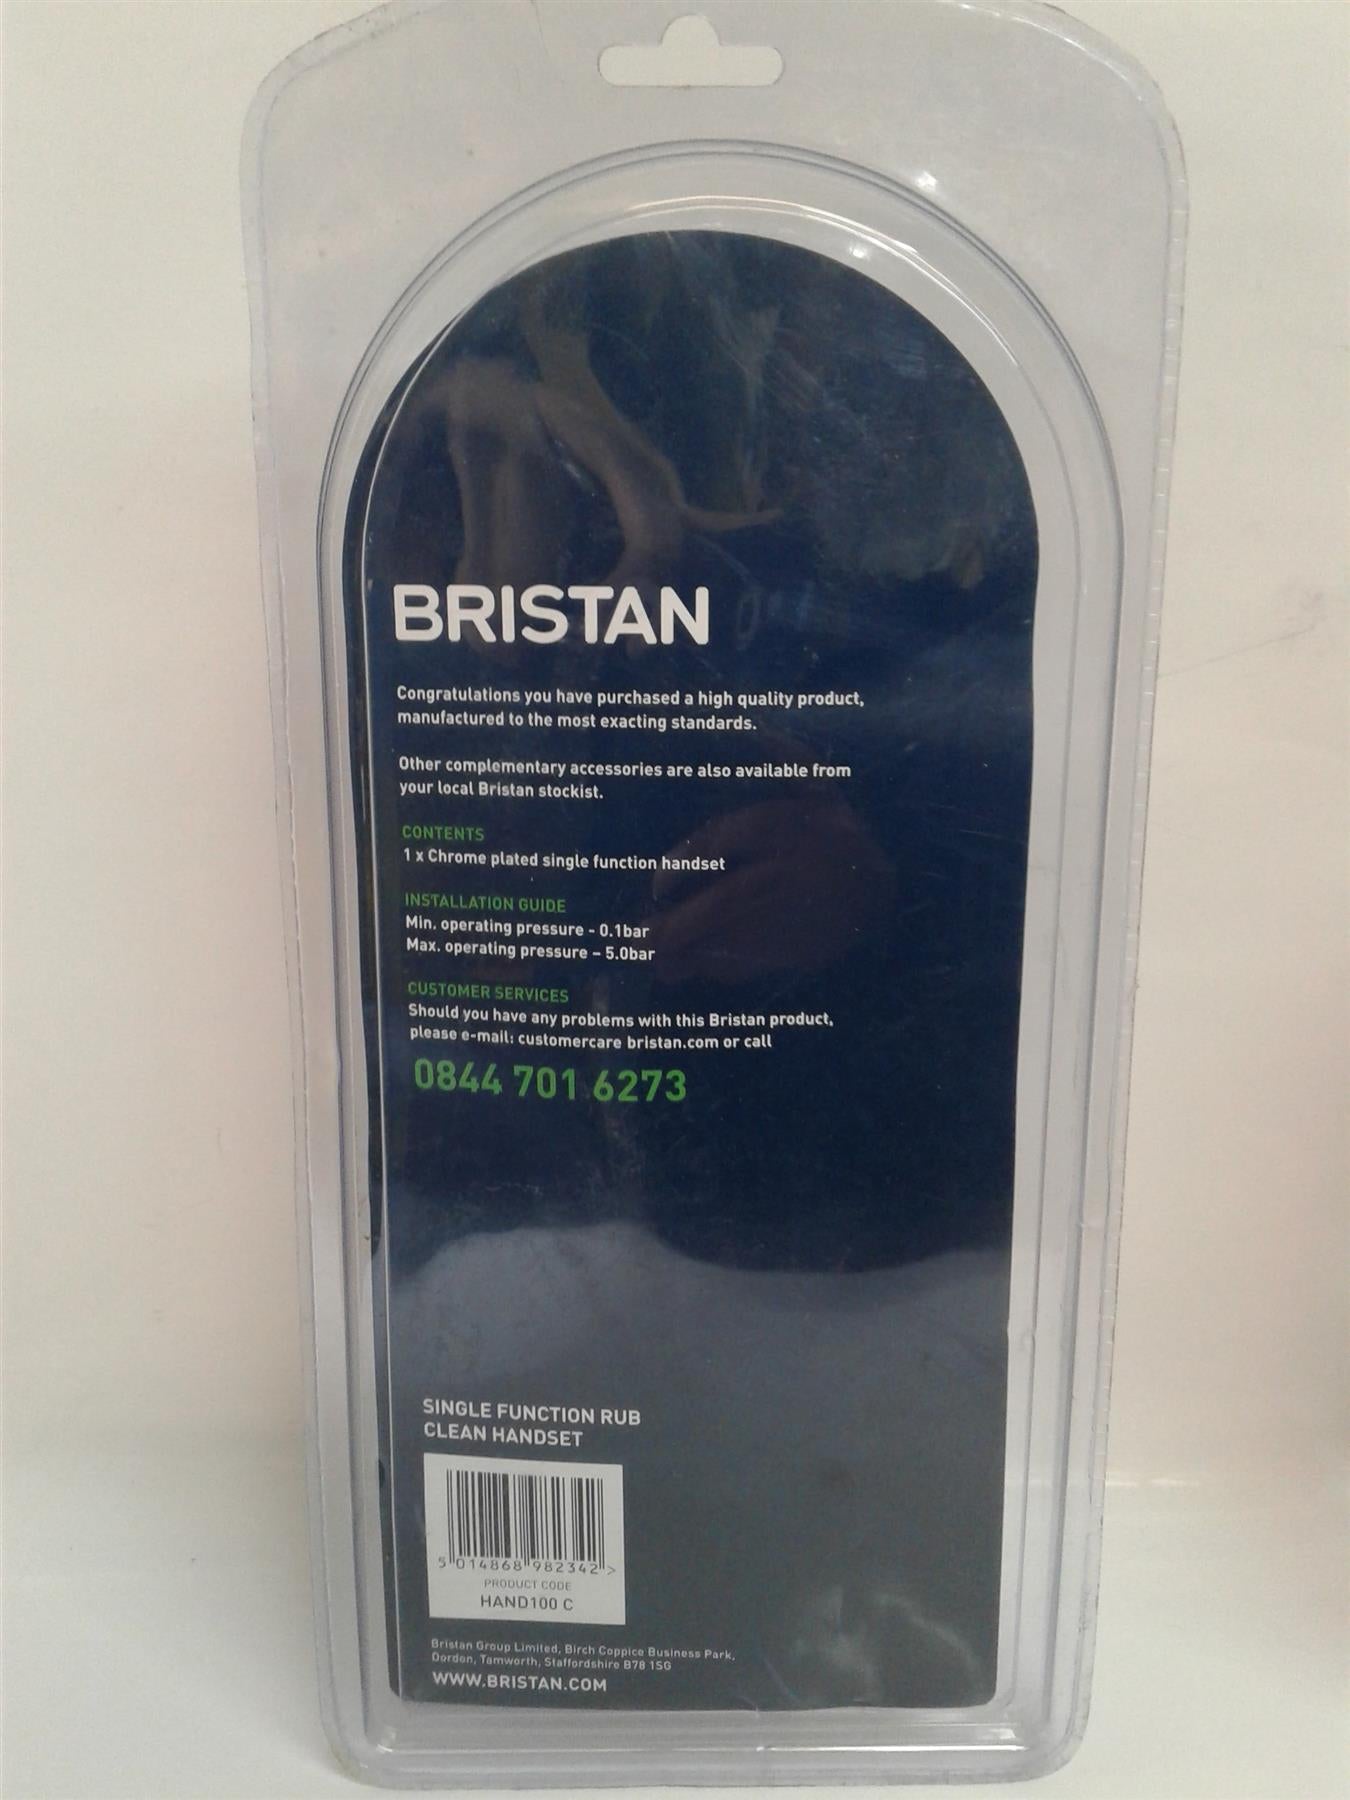 BRISTAN
Congratulations you have purchased a high quality product,
manufactured to the most exacting standards.
Other complementary accessories are also available from
your local Bristan stockist.
CONTENTS
1 x Chrome plated single function handset
INSTALLATION GUIDE
Min. operating pressure - 0.1bar
Max. operating pressure – 5.0bar
CUSTOMER SERVICES
Should you have any problems with this Bristan product,
please e-mail: customercare bristan.com or call
0844 701 6273
SINGLE FUNCTION RUB
CLEAN HANDSET
5 014868 982342 >
PRODUCT CODE
HAND100 C
Bristan Group Limited, Birch Coppice Business Park,
Dordon, Tamworth, Staffordshire B78 1SG
WWW.BRISTAN.COM